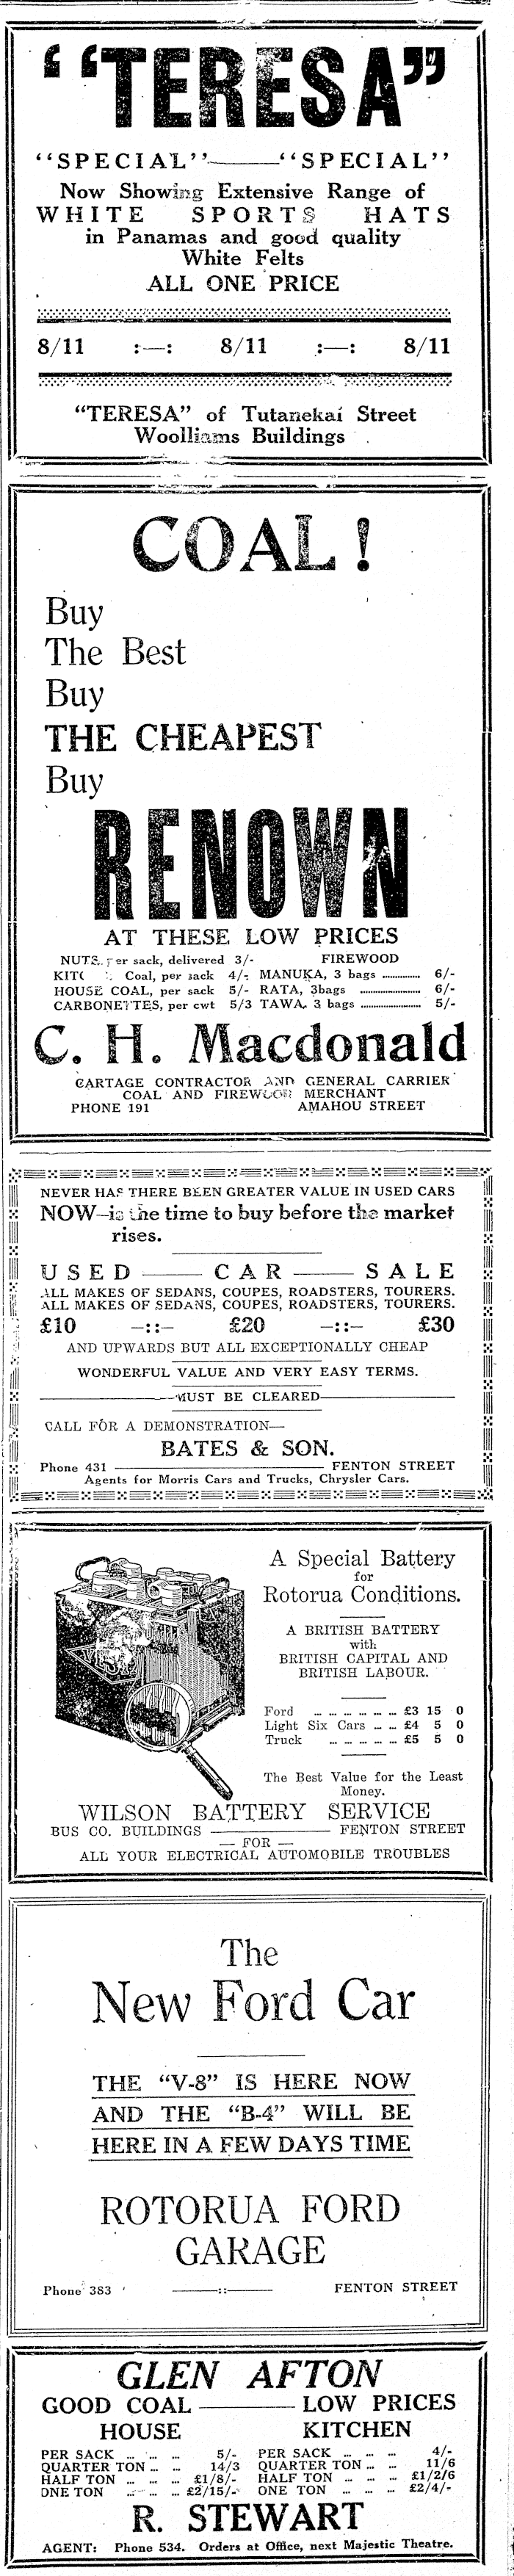 "TERESA"
"SPECIAL"——"SPECIAL"
Now Showing Extensive Range of
WHITE SPORTS HATS
in Panamas and good quality
White Felts
ALL ONE PRICE
8/11 :—: 8/11 :—: 8/11
"TERESA" of Tutanekai Street
Woolliams Buildings
COAL!
Buy
The Best
Buy
THE CHEAPEST
Buy
RENOWN
AT THESE LOW PRICES
NUTS, per sack, delivered 3/-
KITC Coal, per sack 4/-
HOUSE COAL, per sack 5/-
CARBONETTES, per cwt 5/3
FIREWOOD
MANUKA, 3 bags ............ 6/-
RATA, 3bags .................. 6/-
TAWA, 3 bags .................. 5/-
C. H. Macdonald
CARTAGE CONTRACTOR AND GENERAL CARRIER
COAL AND FIREWOOD MERCHANT
PHONE 191 AMAHOU STREET
NEVER HAS THERE BEEN GREATER VALUE IN USED CARS
NOW—is the time to buy before the market
rises.
USED —— CAR —— SALE
ALL MAKES OF SEDANS, COUPES, ROADSTERS, TOURERS.
ALL MAKES OF SEDANS, COUPES, ROADSTERS, TOURERS.
£10 —::— £20 —::— £30
AND UPWARDS BUT ALL EXCEPTIONALLY CHEAP
WONDERFUL VALUE AND VERY EASY TERMS.
——MUST BE CLEARED——
CALL FOR A DEMONSTRATION—
BATES & SON.
Phone 431 —— FENTON STREET
Agents for Morris Cars and Trucks, Chrysler Cars.
VESTA
A Special Battery
for
Rotorua Conditions.
A BRITISH BATTERY
with
BRITISH CAPITAL AND
BRITISH LABOUR.
Ford ... ... ... ... ... ... £3 15 0
Light Six Cars ... ... £4 5 0
Truck ... ... ... ... ... £5 5 0
The Best Value for the Least
Money.
WILSON BATTERY SERVICE
BUS CO. BUILDINGS —— FENTON STREET
— FOR —
ALL YOUR ELECTRICAL AUTOMOBILE TROUBLES
The
New Ford Car
THE "V-8" IS HERE NOW
AND THE "B-4" WILL BE
HERE IN A FEW DAYS TIME
ROTORUA FORD
GARAGE
Phone 383 ——::—— FENTON STREET
GLEN AFTON
GOOD COAL —— LOW PRICES
HOUSE KITCHEN
PER SACK ... ... ... 5/- PER SACK ... ... ... 4/-
QUARTER TON ... ... 14/3 QUARTER TON ... ... 11/6
HALF TON ... ... ... £1/8/- HALF TON ... ... ... £1/2/6
ONE TON ... ... ... £2/15/- ONE TON ... ... ... £2/4/-
R. STEWART
AGENT: Phone 534. Orders at Office, next Majestic Theatre.